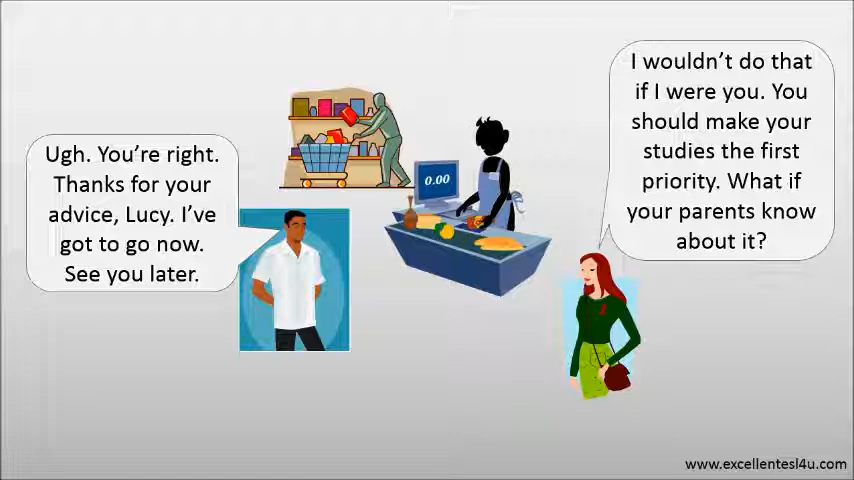 I wouldn't do that
if I were you. You
should make your
studies the first
priority. What if
your parents know
about it?
Ugh. You're right.
Thanks for your
advice, Lucy. I've
got to go now.
See you later.
0.00
www.excellentesl4u.com